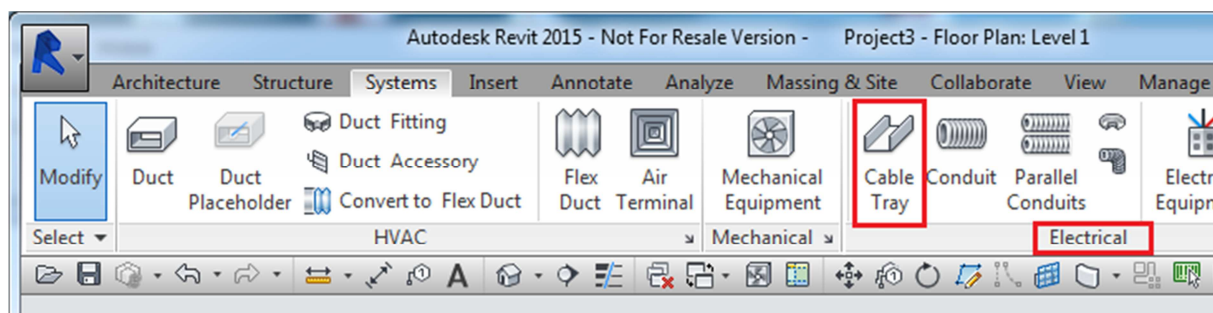 Autodesk Revit 2015 - Not For Resale Version - Project3 - Floor Plan: Level 1
Architecture Structure Systems Insert Annotate Analyze Massing & Site Collaborate View Manage
Modify
Duct
Duct Placeholder
Duct Fitting
Duct Accessory
Convert to Flex Duct
Flex Duct
Air Terminal
Mechanical Equipment
Cable Tray
Conduit
Parallel Conduits
Select HVAC Mechanical Electrical
A